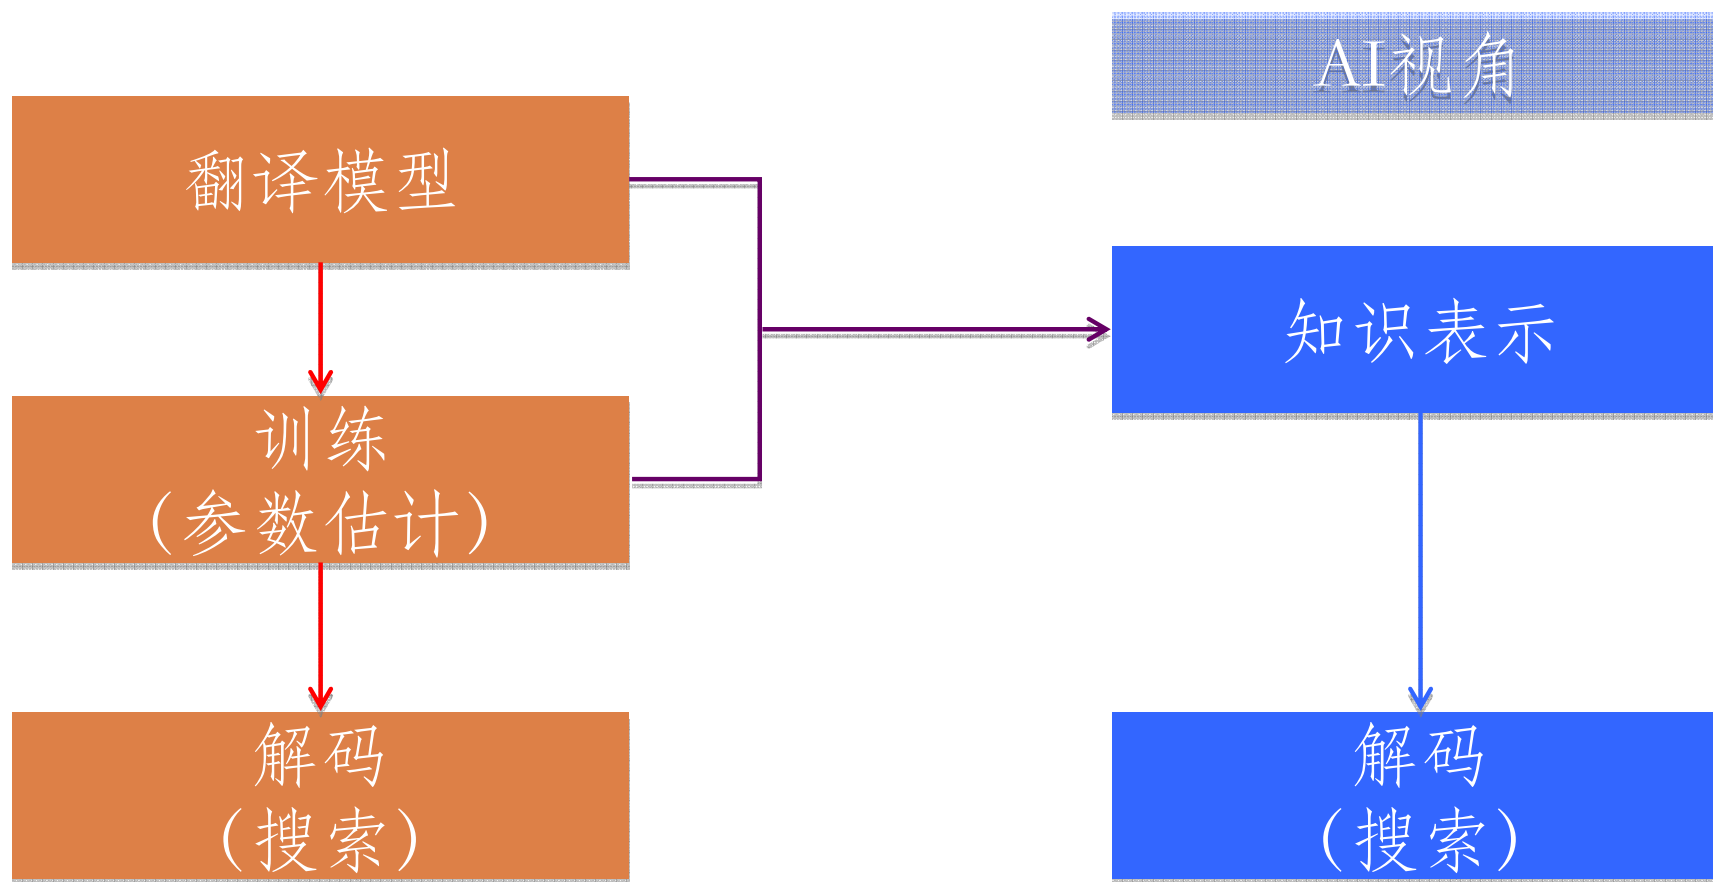 AI视角
翻译模型
知识表示
训练
(参数估计)
解码
(搜索)
解码
(搜索)